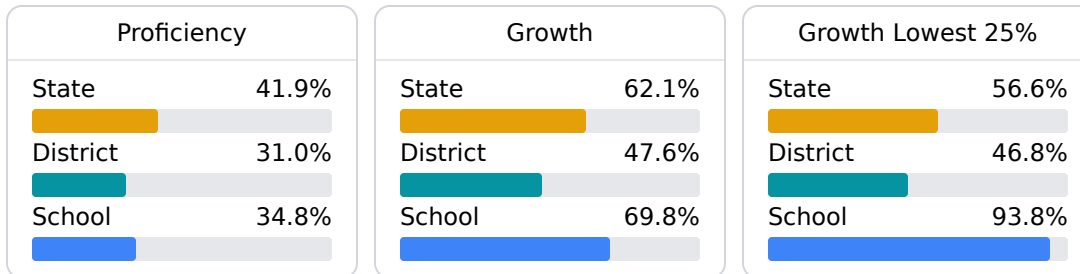 Proficiency
State 41.9%
District 31.0%
School 34.8%
Growth
State 62.1%
District 47.6%
School 69.8%
Growth Lowest 25%
State 56.6%
District 46.8%
School 93.8%